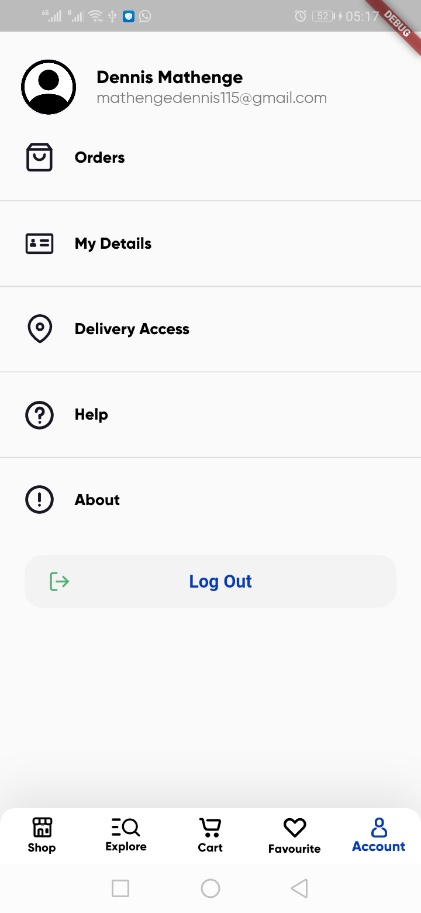 52
05:17
DEBUG
Dennis Mathenge
mathengedennis115@gmail.com
Orders
My Details
Delivery Access
Help
About
Log Out
Shop
Explore
Cart
Favourite
Account